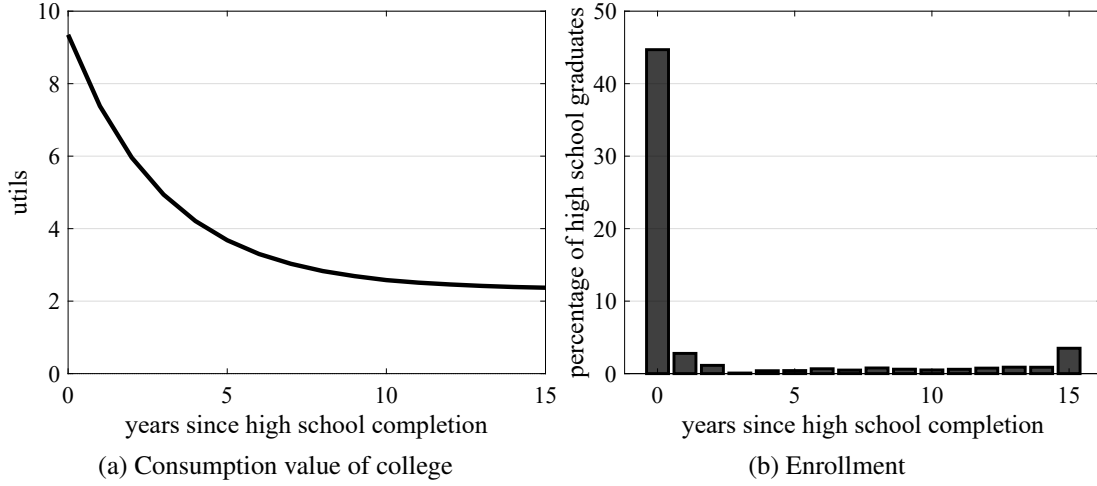 10
8
6
4
2
0
utils
0 5 10 15
years since high school completion
(a) Consumption value of college
50
40
30
20
10
0
percentage of high school graduates
0 5 10 15
years since high school completion
(b) Enrollment